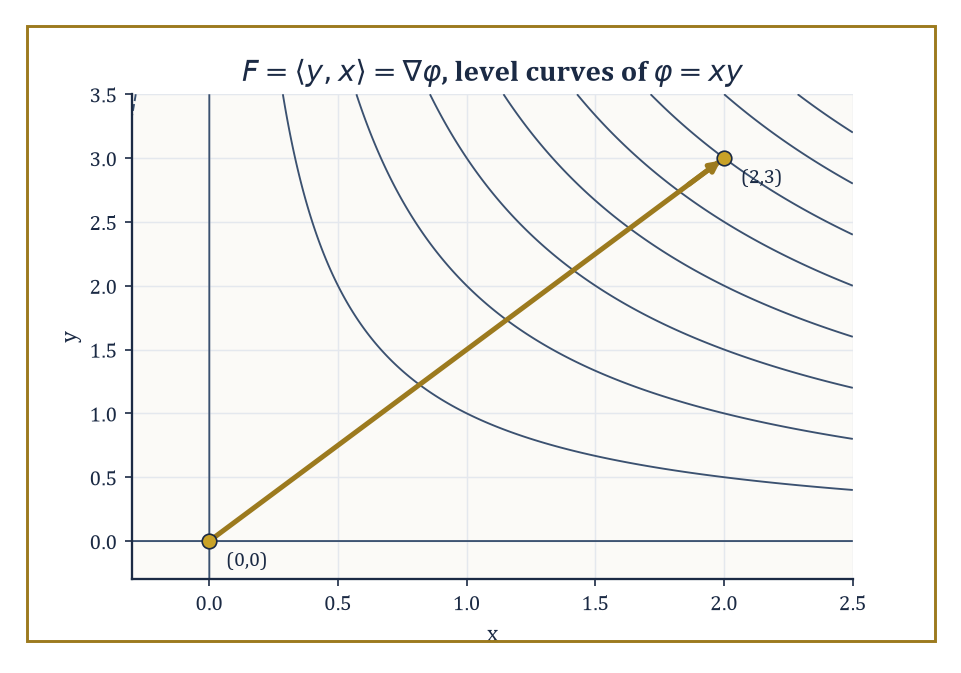 F = ⟨y, x⟩ = ∇φ, level curves of φ = xy
3.5
3.0
(2,3)
2.5
2.0
y
1.5
1.0
0.5
0.0
(0,0)
0.0 0.5 1.0 1.5 2.0 2.5
x